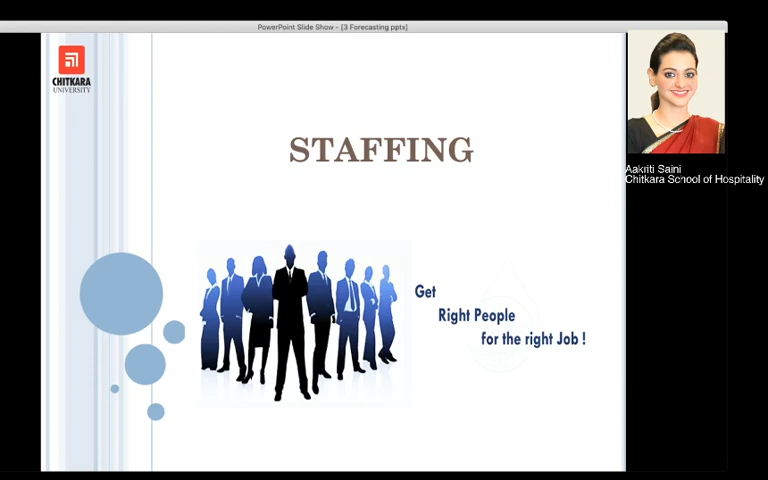 PowerPoint Slide Show - [3 Forecasting pptx]
CHITKARA
UNIVERSITY
STAFFING
Get
Right People
for the right Job !
Aakriti Saini
Chitkara School of Hospitality